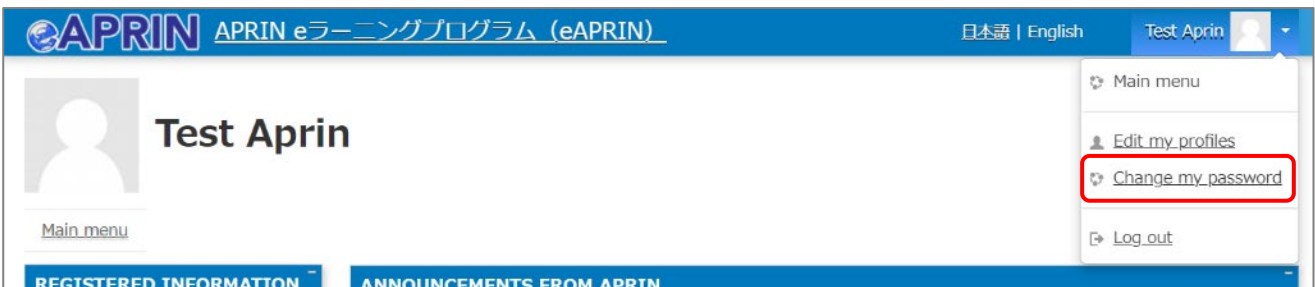 eAPRIN APRIN eラーニングプログラム（eAPRIN） 日本語 | English Test Aprin
Main menu
Test Aprin
Edit my profiles
Change my password
Main menu
Log out
REGISTERED INFORMATION ANNOUNCEMENTS FROM APRIN